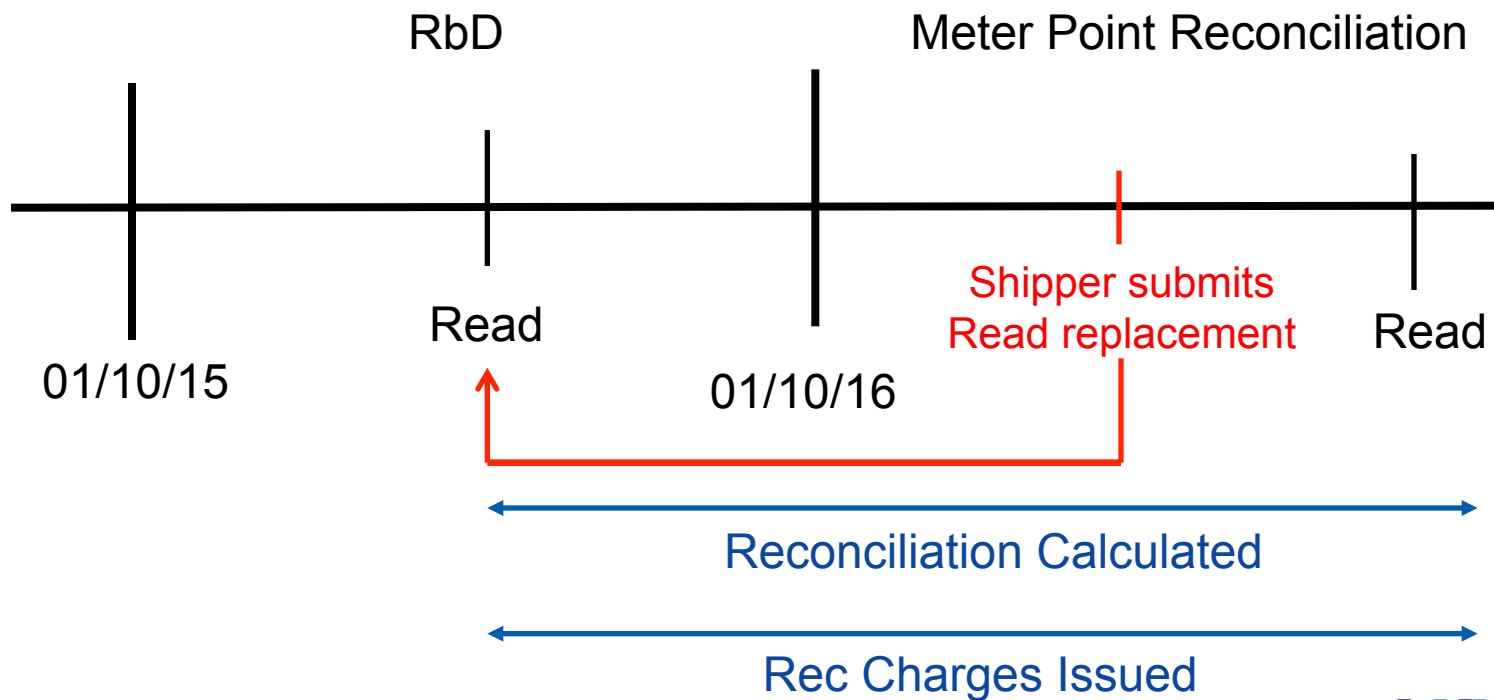 RbD
Meter Point Reconciliation
Shipper submits
Read replacement
Read
Read
01/10/15
01/10/16
Reconciliation Calculated
Rec Charges Issued